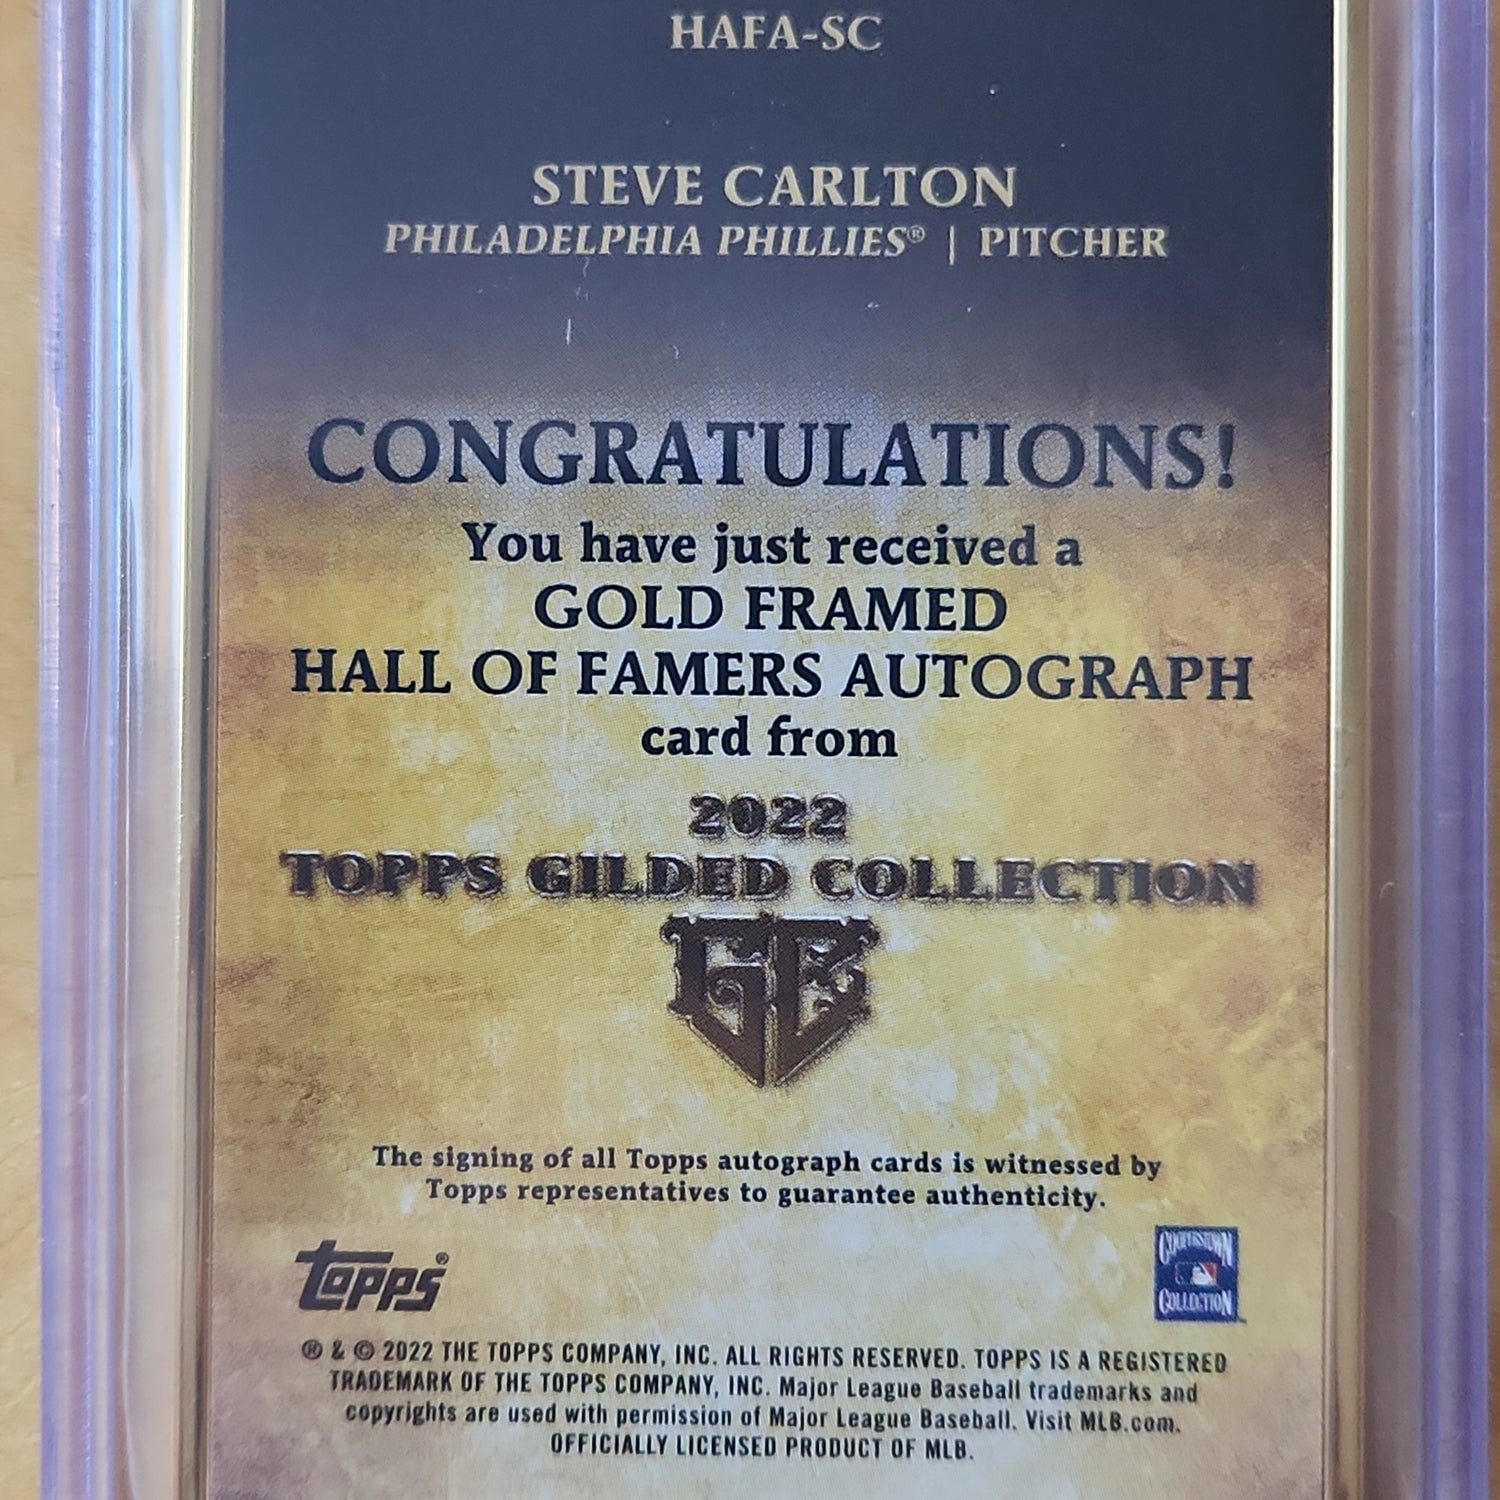 HAFA-SC
STEVE CARLTON
PHILADELPHIA PHILLIES® | PITCHER
CONGRATULATIONS!
You have just received a
GOLD FRAMED
HALL OF FAMERS AUTOGRAPH
card from
2022
TOPPS GILDED COLLECTION
GC
The signing of all Topps autograph cards is witnessed by
Topps representatives to guarantee authenticity.
topps®
COOPERSTOWN
COLLECTION™
® & © 2022 THE TOPPS COMPANY, INC. ALL RIGHTS RESERVED. TOPPS IS A REGISTERED
TRADEMARK OF THE TOPPS COMPANY, INC. Major League Baseball trademarks and
copyrights are used with permission of Major League Baseball. Visit MLB.com.
OFFICIALLY LICENSED PRODUCT OF MLB.